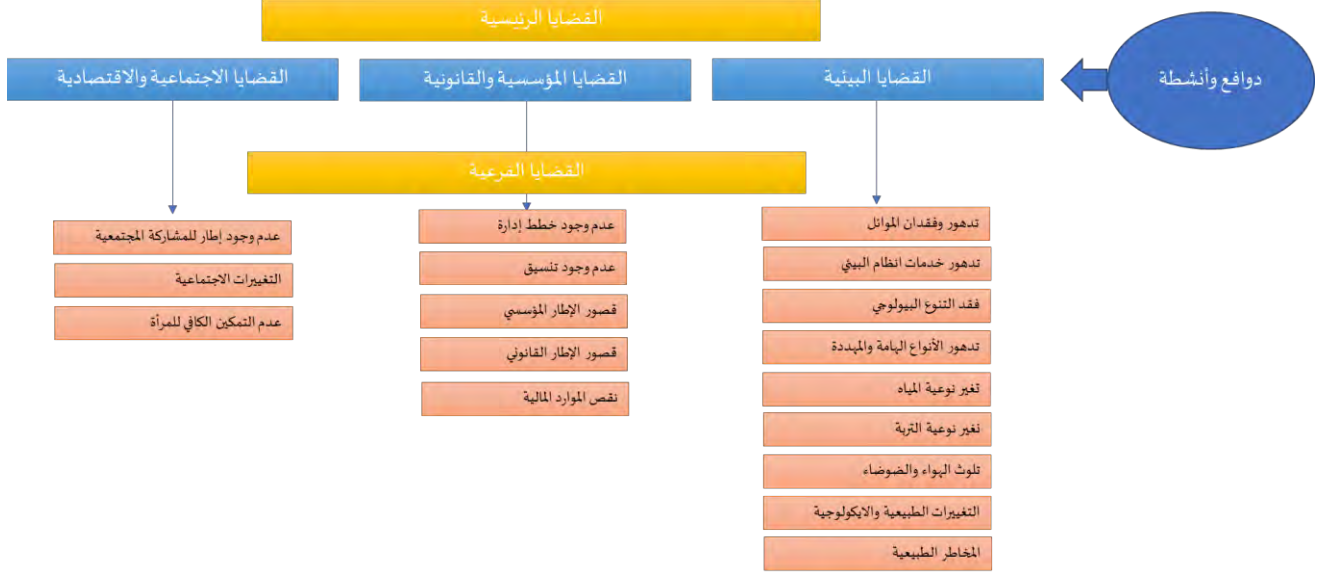 القضايا الرئيسية
دوافع وأنشطة
القضايا البيئية
القضايا المؤسسية والقانونية
القضايا الاجتماعية والاقتصادية
القضايا الفرعية
تدهور وفقدان الموائل
تدهور خدمات انظام البيئي
فقد التنوع البيولوجي
تدهور الأنواع الهامة والمهددة
تغير نوعية المياه
نغير نوعية التربة
تلوث الهواء والضوضاء
التغييرات الطبيعية والايكولوجية
المخاطر الطبيعية
عدم وجود خطط إدارة
عدم وجود تنسيق
قصور الإطار المؤسسي
قصور الإطار القانوني
نقص الموارد المالية
عدم وجود إطار للمشاركة المجتمعية
التغييرات الاجتماعية
عدم التمكين الكافي للمرأة